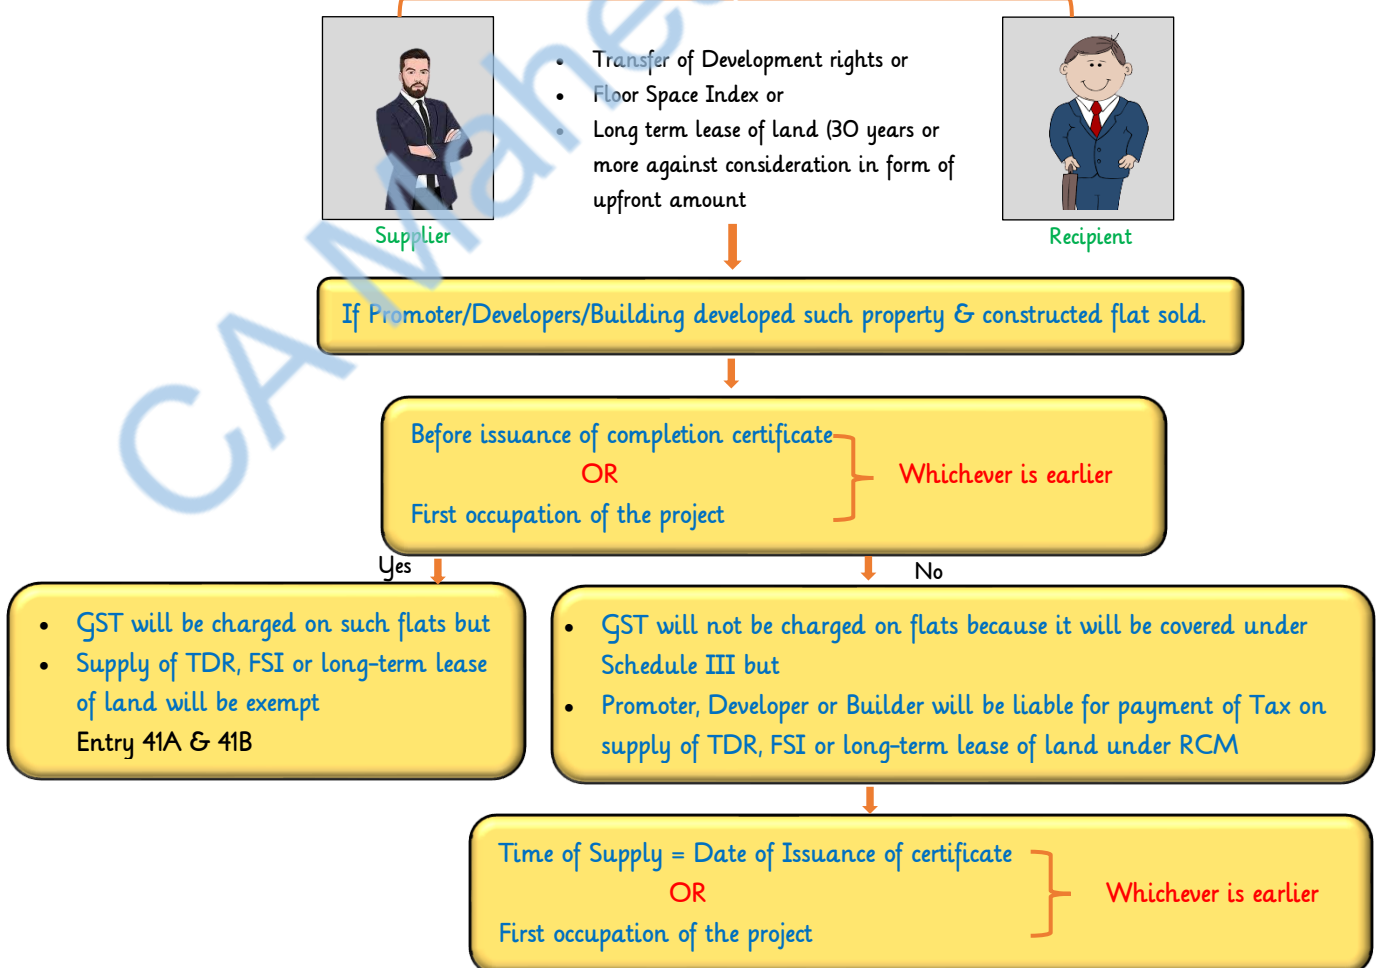 CA Mahe
• Transfer of Development rights or
• Floor Space Index or
• Long term lease of land (30 years or
more against consideration in form of
upfront amount
Supplier
Recipient
If Promoter/Developers/Building developed such property & constructed flat sold.
Before issuance of completion certificate
OR
Whichever is earlier
First occupation of the project
Yes
No
• GST will be charged on such flats but
• Supply of TDR, FSI or long-term lease
of land will be exempt
Entry 41A & 41B
• GST will not be charged on flats because it will be covered under
Schedule III but
• Promoter, Developer or Builder will be liable for payment of Tax on
supply of TDR, FSI or long-term lease of land under RCM
Time of Supply = Date of Issuance of certificate
OR
Whichever is earlier
First occupation of the project